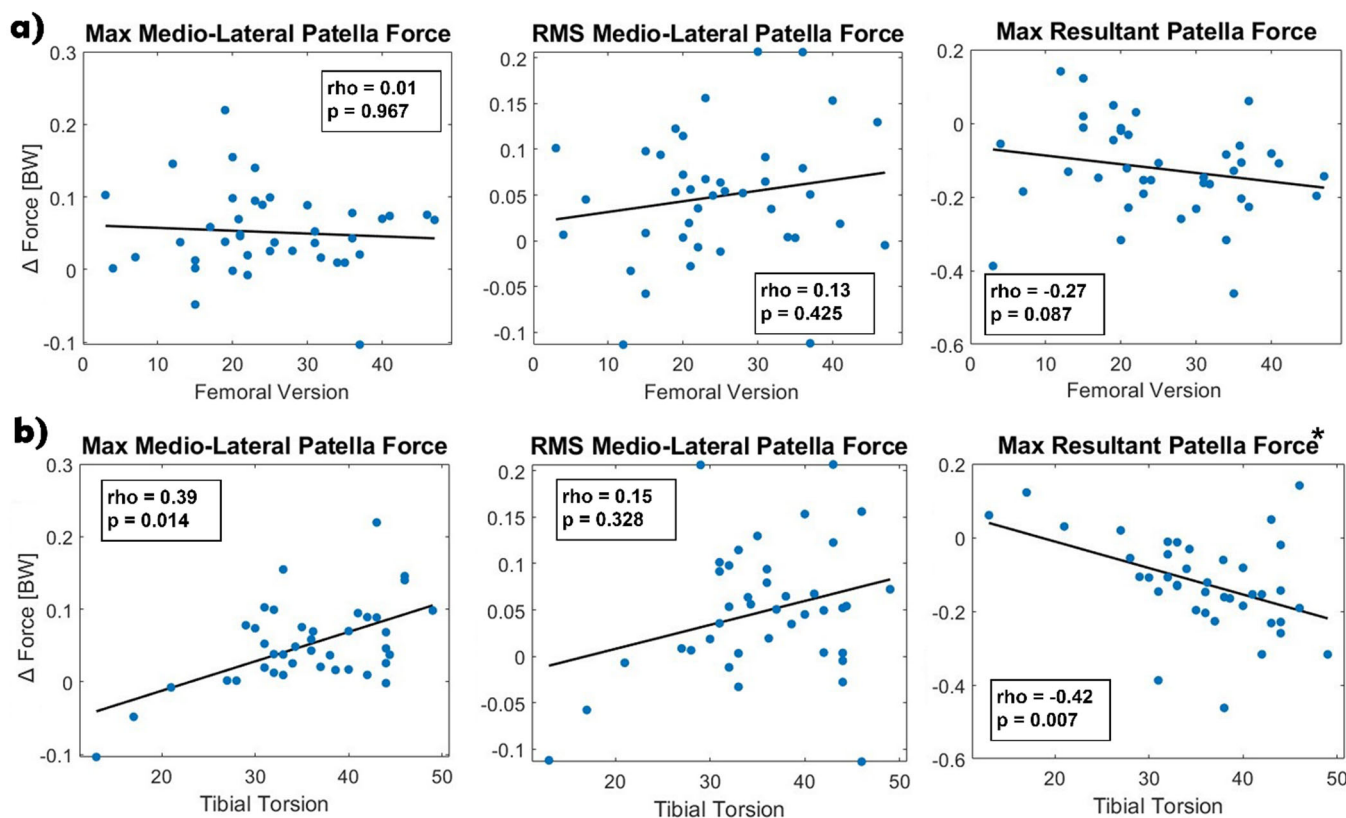 a)
Max Medio-Lateral Patella Force
RMS Medio-Lateral Patella Force
Max Resultant Patella Force
Δ Force [BW]
0.3
0.2
0.1
0
-0.1
rho = 0.01
p = 0.967
0 10 20 30 40
Femoral Version
0.2
0.15
0.1
0.05
0
-0.05
-0.1
rho = 0.13
p = 0.425
0 10 20 30 40
Femoral Version
0.2
0
-0.2
-0.4
-0.6
rho = -0.27
p = 0.087
0 10 20 30 40
Femoral Version
b)
Max Medio-Lateral Patella Force
RMS Medio-Lateral Patella Force
Max Resultant Patella Force*
Δ Force [BW]
0.3
0.2
0.1
0
-0.1
rho = 0.39
p = 0.014
20 30 40 50
Tibial Torsion
0.2
0.15
0.1
0.05
0
-0.05
-0.1
rho = 0.15
p = 0.328
20 30 40 50
Tibial Torsion
0.2
0
-0.2
-0.4
-0.6
rho = -0.42
p = 0.007
20 30 40 50
Tibial Torsion